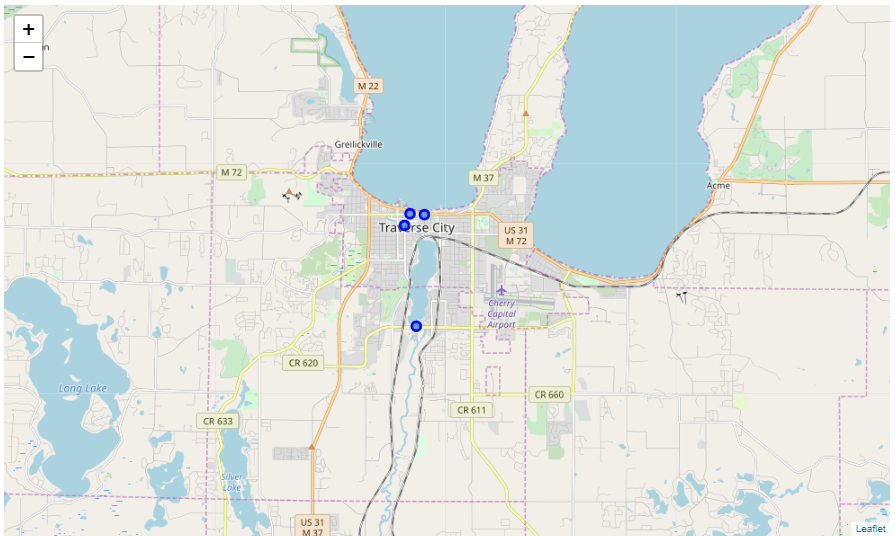 +
−
on
M 22
Greilickville
M 72
M 37
Acme
Traverse City
US 31
M 72
Cherry
Capital
Airport
CR 620
Long Lake
CR 660
CR 611
CR 633
Silver
Lake
US 31
M 37
Leaflet